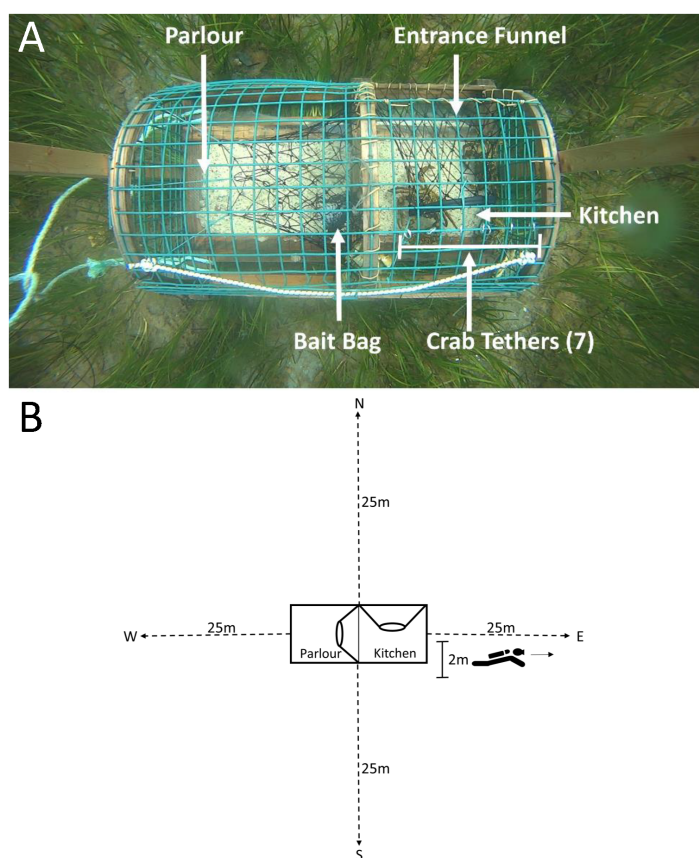 A
Parlour
Entrance Funnel
Kitchen
Bait Bag
Crab Tethers (7)
B
N
25m
W
25m
25m
E
Parlour
Kitchen
2m
25m
S